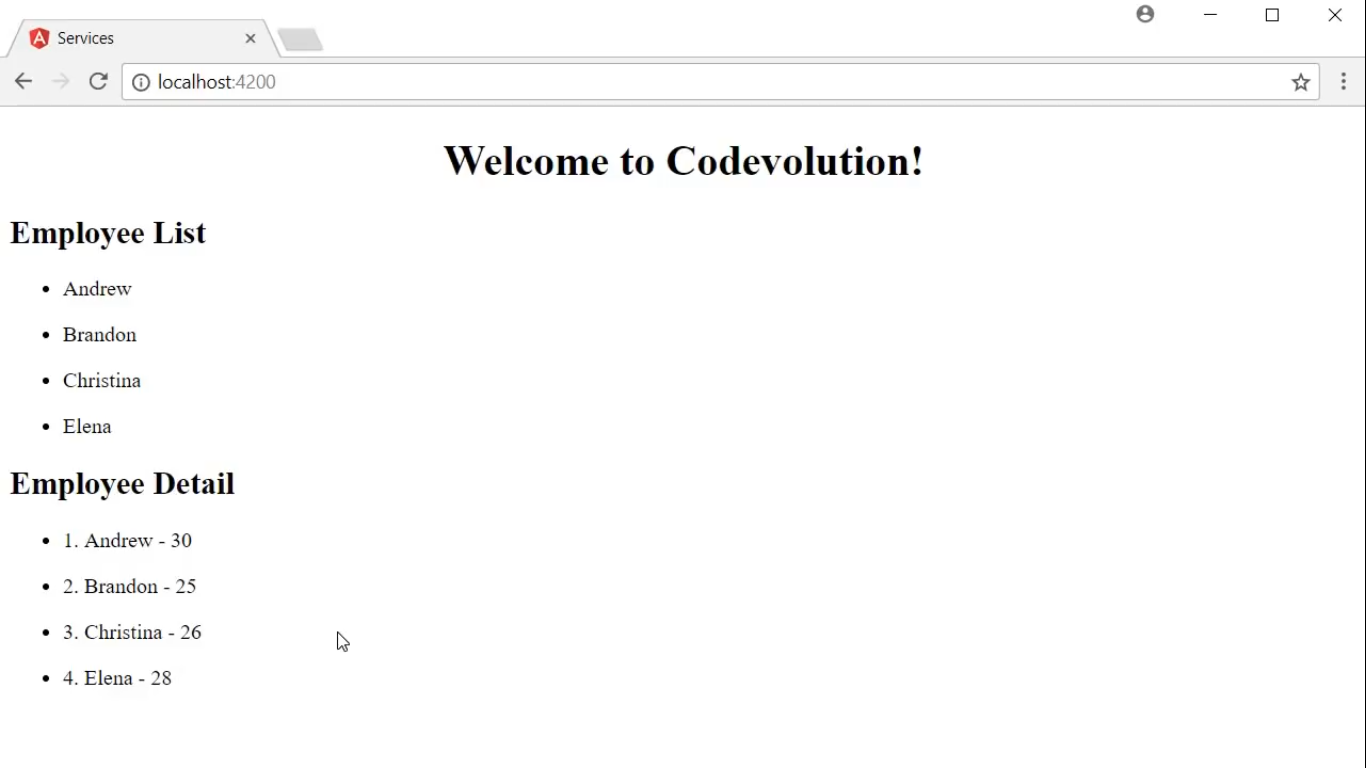 Services
localhost:4200
Welcome to Codevolution!
Employee List
Andrew
Brandon
Christina
Elena
Employee Detail
1. Andrew - 30
2. Brandon - 25
3. Christina - 26
4. Elena - 28